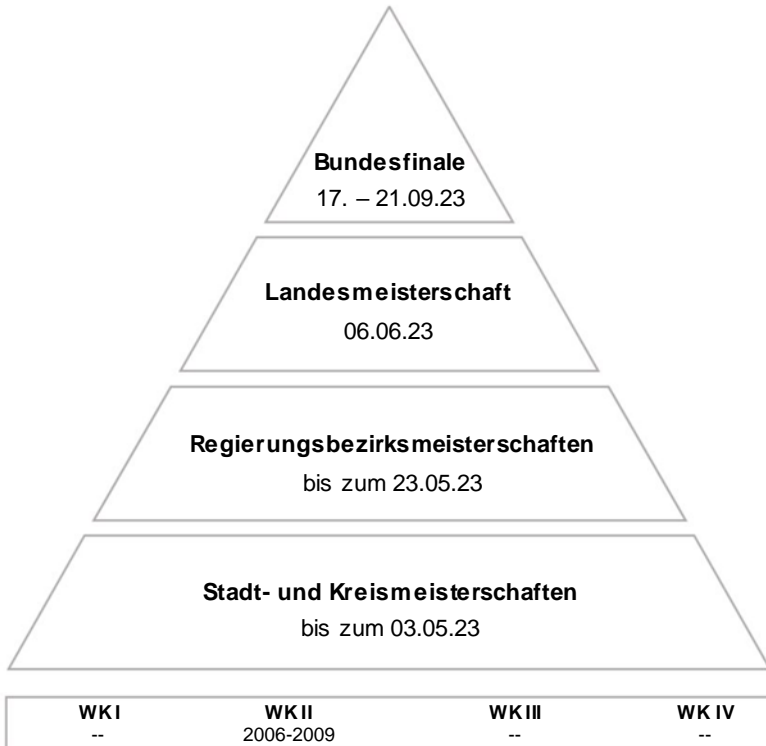 Bundesfinale
17. – 21.09.23
Landesmeisterschaft
06.06.23
Regierungsbezirksmeisterschaften
bis zum 23.05.23
Stadt- und Kreismeisterschaften
bis zum 03.05.23
WK I WK II WK III WK IV
-- 2006-2009 -- --